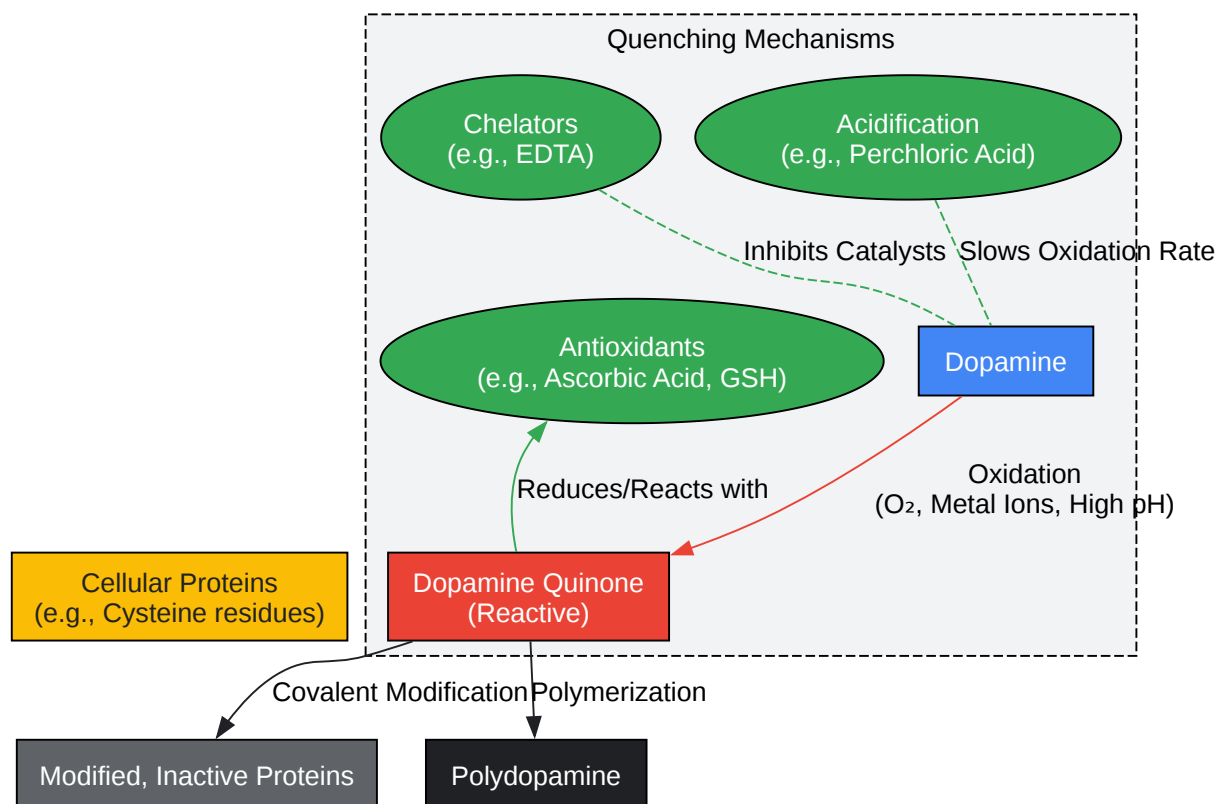 Quenching Mechanisms
Chelators
(e.g., EDTA)
Acidification
(e.g., Perchloric Acid)
Inhibits Catalysts
Slows Oxidation Rate
Antioxidants
(e.g., Ascorbic Acid, GSH)
Dopamine
Reduces/Reacts with
Oxidation
(O₂, Metal Ions, High pH)
Cellular Proteins
(e.g., Cysteine residues)
Dopamine Quinone
(Reactive)
Covalent Modification
Polymerization
Modified, Inactive Proteins
Polydopamine